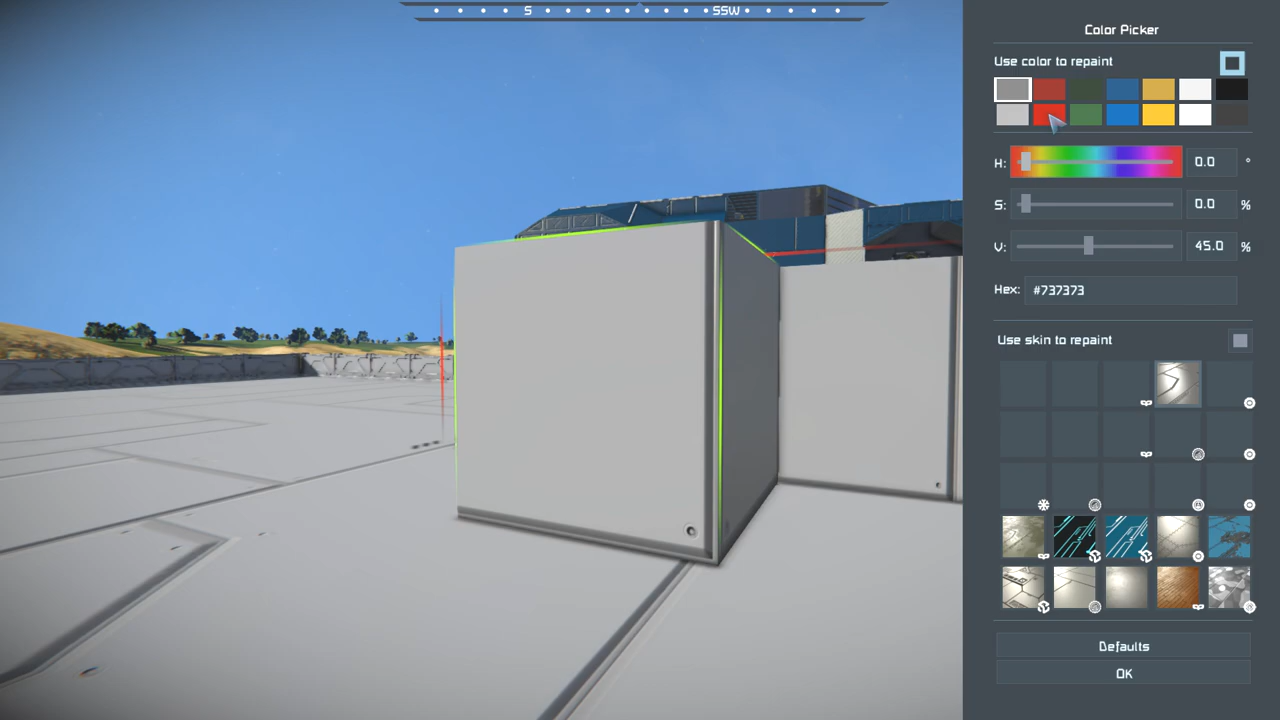 S SSW
Color Picker
Use color to repaint
H: 0.0 °
S: 0.0 %
V: 45.0 %
Hex: #737373
Use skin to repaint
Defaults
OK